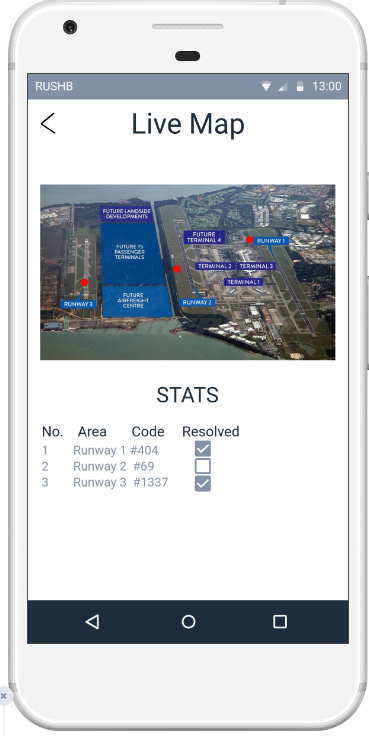 RUSHB 13:00
Live Map
FUTURE LANDSIDE
DEVELOPMENTS
FUTURE T5
PASSENGER
TERMINALS
FUTURE
AIRFREIGHT
CENTRE
RUNWAY 3
FUTURE
TERMINAL 4
RUNWAY 1
TERMINAL 2 TERMINAL 3
TERMINAL 1
RUNWAY 2
STATS
No. Area Code Resolved
1 Runway 1 #404
2 Runway 2 #69
3 Runway 3 #1337